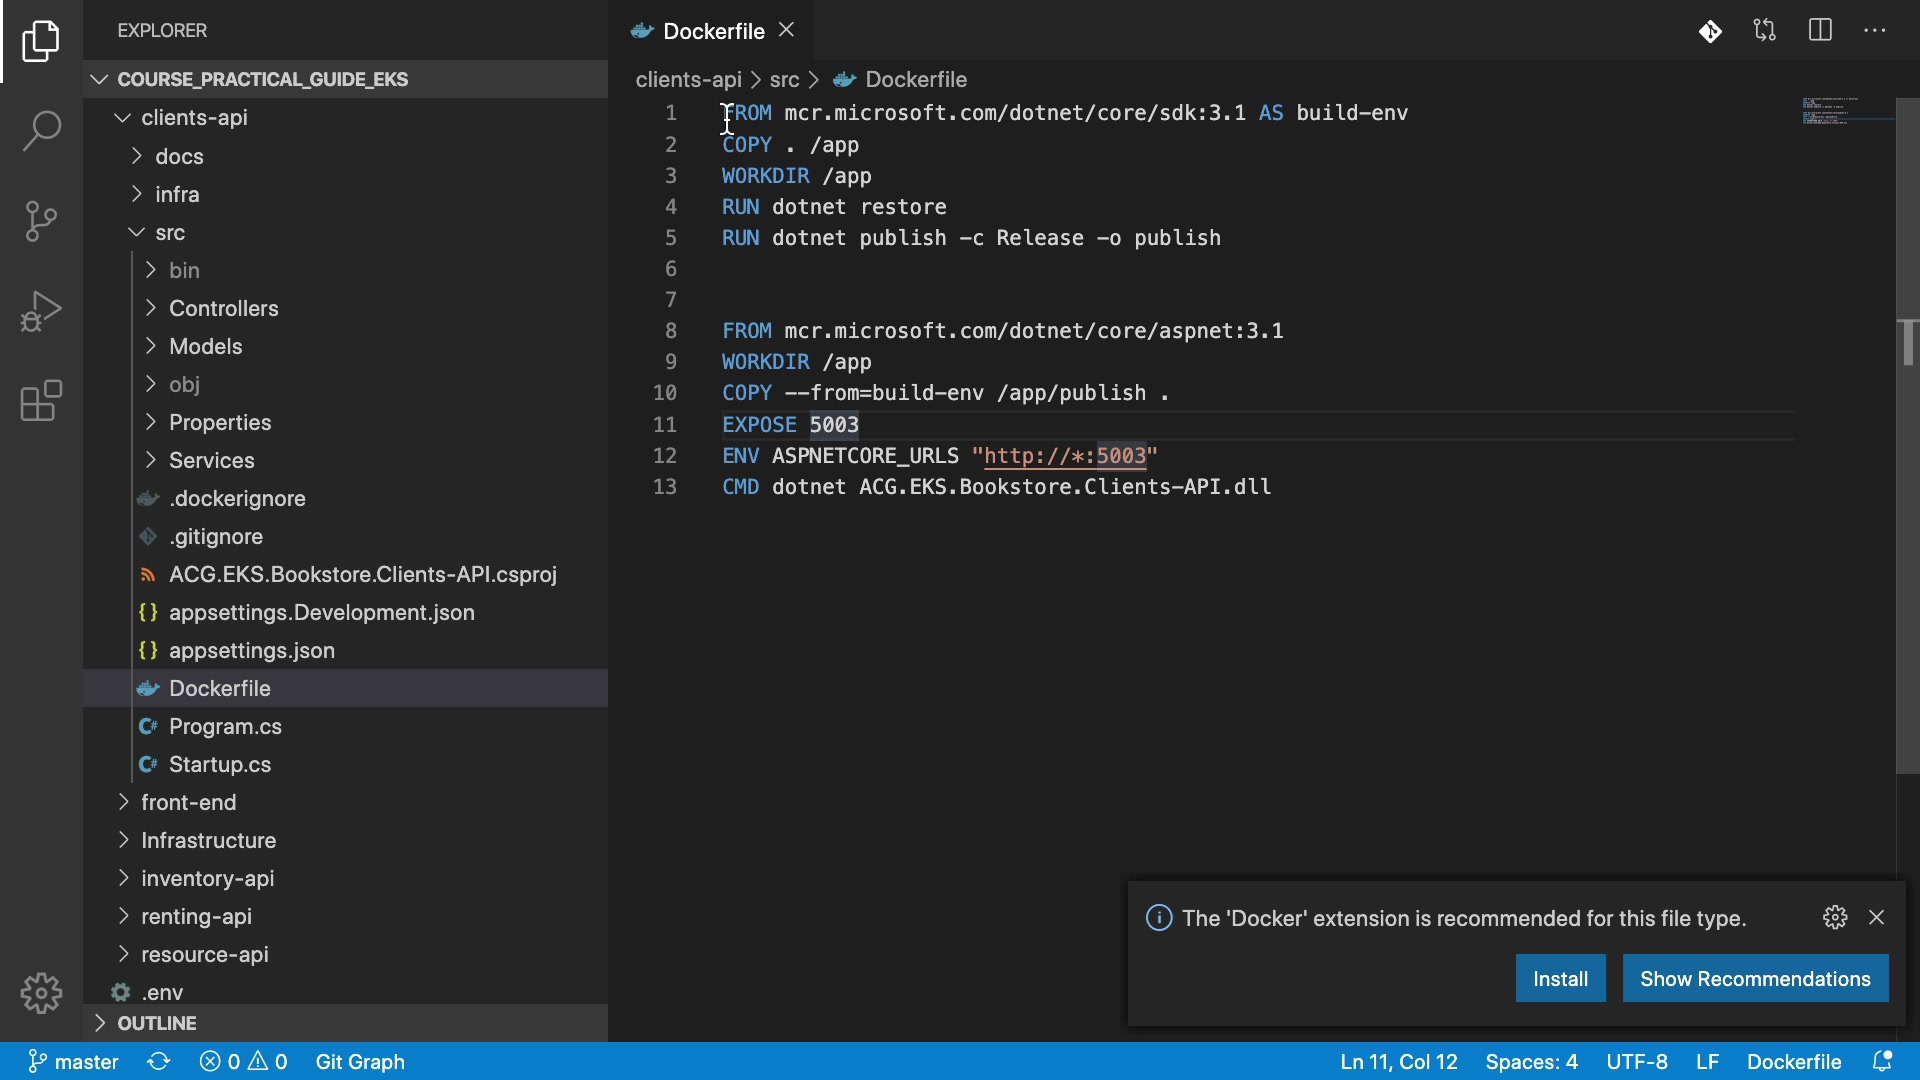 EXPLORER
COURSE_PRACTICAL_GUIDE_EKS
clients-api
docs
infra
src
bin
Controllers
Models
obj
Properties
Services
.dockerignore
.gitignore
ACG.EKS.Bookstore.Clients-API.csproj
appsettings.Development.json
appsettings.json
Dockerfile
Program.cs
Startup.cs
front-end
Infrastructure
inventory-api
renting-api
resource-api
.env
OUTLINE
Dockerfile
clients-api > src > Dockerfile
1 FROM mcr.microsoft.com/dotnet/core/sdk:3.1 AS build-env
2 COPY . /app
3 WORKDIR /app
4 RUN dotnet restore
5 RUN dotnet publish -c Release -o publish
6
7
8 FROM mcr.microsoft.com/dotnet/core/aspnet:3.1
9 WORKDIR /app
10 COPY --from=build-env /app/publish .
11 EXPOSE 5003
12 ENV ASPNETCORE_URLS "http://*:5003"
13 CMD dotnet ACG.EKS.Bookstore.Clients-API.dll
The 'Docker' extension is recommended for this file type.
Install Show Recommendations
master 0 0 Git Graph Ln 11, Col 12 Spaces: 4 UTF-8 LF Dockerfile